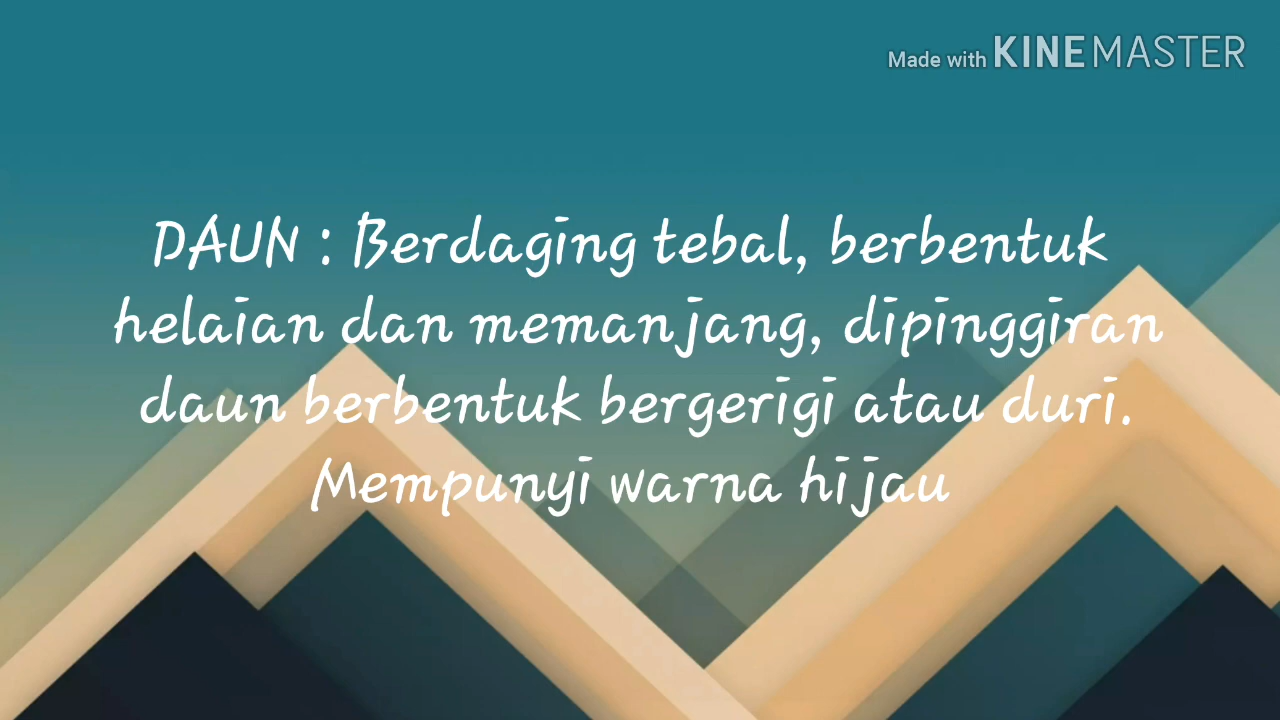 Made with KINEMASTER
DAUN : Berdaging tebal, berbentuk
helaian dan memanjang, dipinggiran
daun berbentuk bergerigi atau duri.
Mempunyi warna hijau